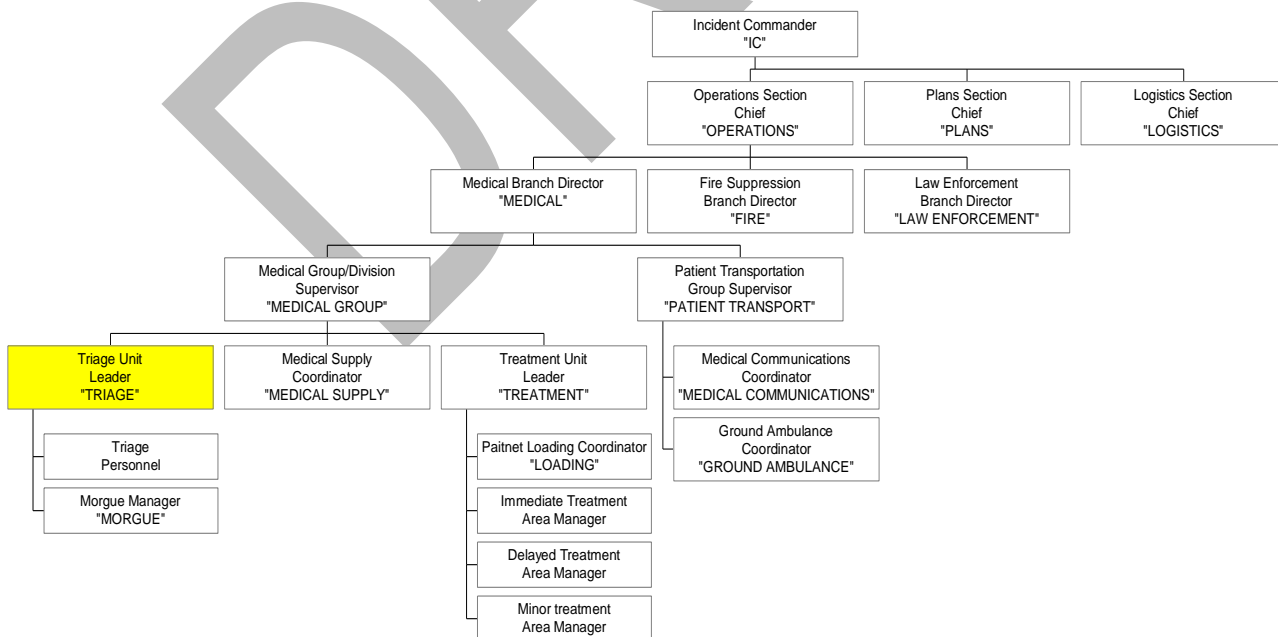 Incident Commander
"IC"
Operations Section
Chief
"OPERATIONS"
Plans Section
Chief
"PLANS"
Logistics Section
Chief
"LOGISTICS"
Medical Branch Director
"MEDICAL"
Fire Suppression
Branch Director
"FIRE"
Law Enforcement
Branch Director
"LAW ENFORCEMENT"
Medical Group/Division
Supervisor
"MEDICAL GROUP"
Patient Transportation
Group Supervisor
"PATIENT TRANSPORT"
Triage Unit
Leader
"TRIAGE"
Medical Supply
Coordinator
"MEDICAL SUPPLY"
Treatment Unit
Leader
"TREATMENT"
Medical Communications
Coordinator
"MEDICAL COMMUNICATIONS"
Triage
Personnel
Paitnet Loading Coordinator
"LOADING"
Ground Ambulance
Coordinator
"GROUND AMBULANCE"
Morgue Manager
"MORGUE"
Immediate Treatment
Area Manager
Delayed Treatment
Area Manager
Minor treatment
Area Manager